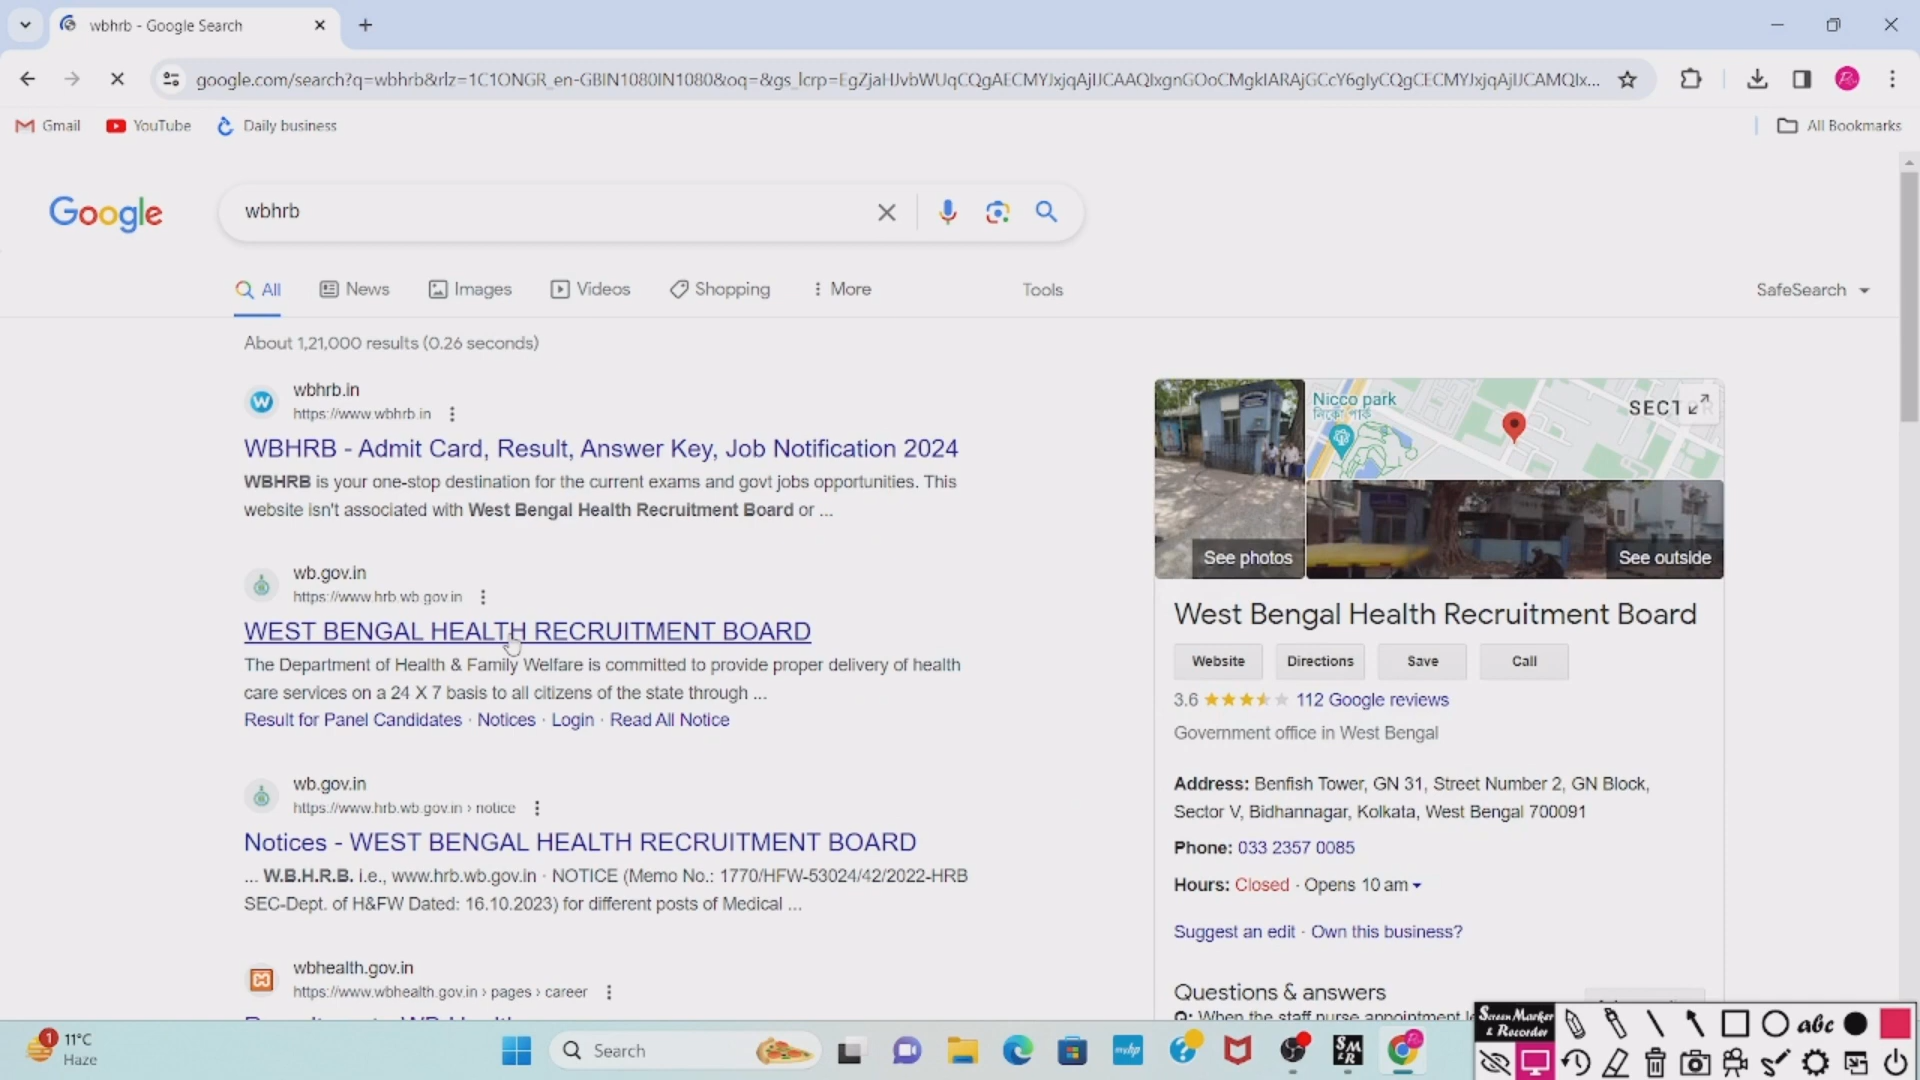 wbhrb - Google Search
google.com/search?q=wbhrb&rlz=1C1ONGR_en-GBIN1080IN1080&oq=&gs_lcrp=
Gmail YouTube Daily business All Bookmarks
Google wbhrb
All News Images Videos Shopping More Tools SafeSearch
About 1,21,000 results (0.26 seconds)
wbhrb.in
https://www.wbhrb.in
WBHRB - Admit Card, Result, Answer Key, Job Notification 2024
WBHRB is your one-stop destination for the current exams and govt jobs opportunities. This
website isn't associated with West Bengal Health Recruitment Board or ...
wb.gov.in
https://www.hrb.wb.gov.in
WEST BENGAL HEALTH RECRUITMENT BOARD
The Department of Health & Family Welfare is committed to provide proper delivery of health
care services on a 24 X 7 basis to all citizens of the state through ...
Result for Panel Candidates · Notices · Login · Read All Notice
wb.gov.in
https://www.hrb.wb.gov.in › notice
Notices - WEST BENGAL HEALTH RECRUITMENT BOARD
... W.B.H.R.B. i.e., www.hrb.wb.gov.in · NOTICE (Memo No.: 1770/HFW-53024/42/2022-HRB
SEC-Dept. of H&FW Dated: 16.10.2023) for different posts of Medical ...
wbhealth.gov.in
https://www.wbhealth.gov.in › pages › career
Nicco park
নিক্কো পার্ক
SECT
See photos
See outside
West Bengal Health Recruitment Board
Website Directions Save Call
3.6 112 Google reviews
Government office in West Bengal
Address: Benfish Tower, GN 31, Street Number 2, GN Block,
Sector V, Bidhannagar, Kolkata, West Bengal 700091
Phone: 033 2357 0085
Hours: Closed · Opens 10 am
Suggest an edit · Own this business?
Questions & answers
Q: When the staff nurse appointment
Screen Marker
& Recorder
abc
1
11°C
Haze
Search
myhp
SM
&R